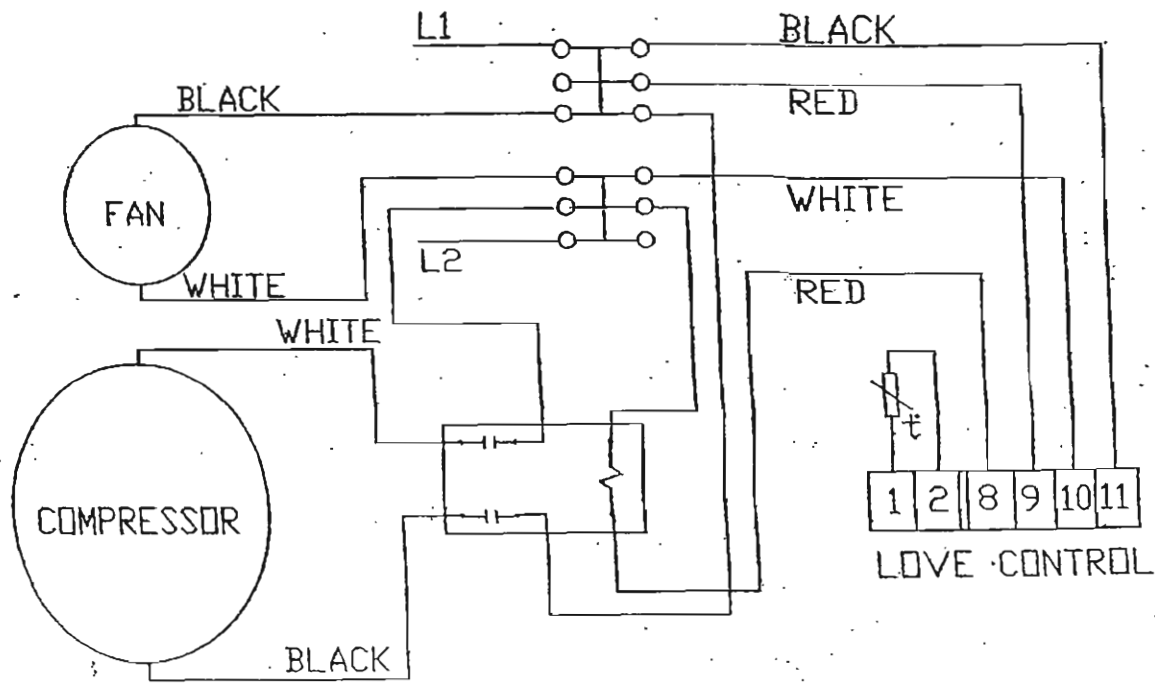 L1
BLACK
BLACK
RED
FAN
WHITE
L2
WHITE
RED
WHITE
t
COMPRESSOR
1 2 8 9 10 11
LOVE CONTROL
BLACK